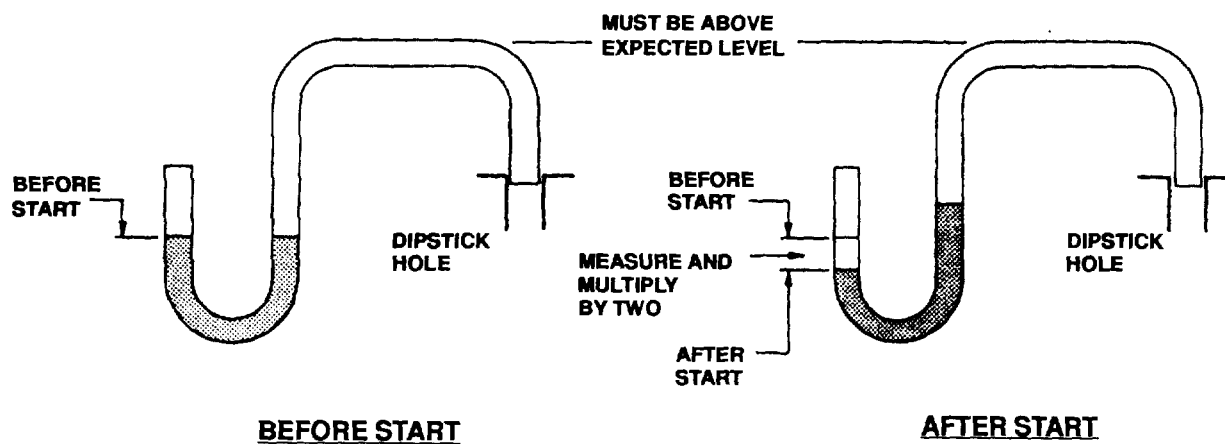 MUST BE ABOVE
EXPECTED LEVEL
BEFORE
START
DIPSTICK
HOLE
BEFORE START
BEFORE
START
MEASURE AND
MULTIPLY
BY TWO
AFTER
START
DIPSTICK
HOLE
AFTER START